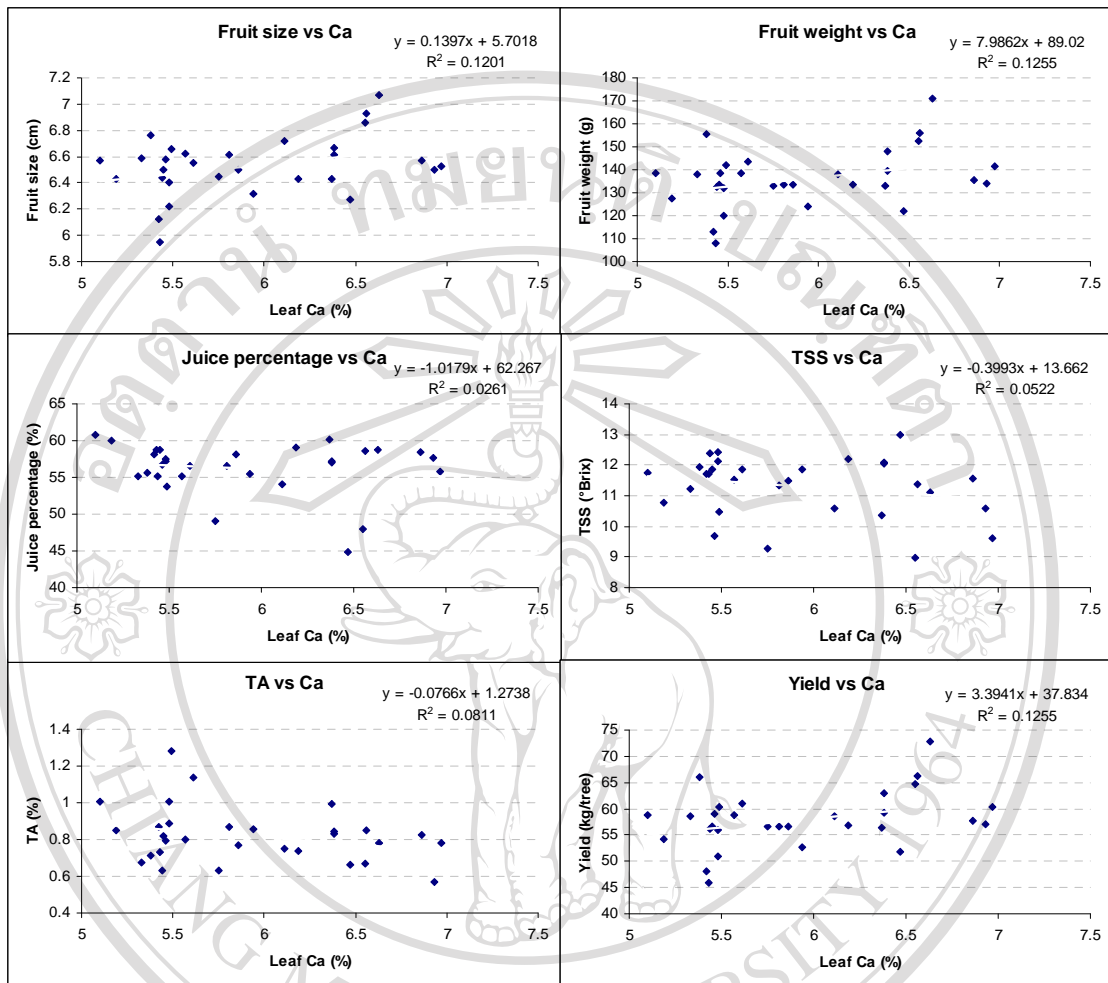 Fruit size vs Ca
y = 0.1397x + 5.7018
R² = 0.1201
Fruit size (cm)
7.2
7
6.8
6.6
6.4
6.2
6
5.8
5
5.5
6
6.5
7
7.5
Leaf Ca (%)
Fruit weight vs Ca
y = 7.9862x + 89.02
R² = 0.1255
Fruit weight (g)
180
170
160
150
140
130
120
110
100
5
5.5
6
6.5
7
7.5
Leaf Ca (%)
Juice percentage vs Ca
y = -1.0179x + 62.267
R² = 0.0261
Juice percentage (%)
65
60
55
50
45
40
5
5.5
6
6.5
7
7.5
Leaf Ca (%)
TSS vs Ca
y = -0.3993x + 13.662
R² = 0.0522
TSS (°Brix)
14
13
12
11
10
9
8
5
5.5
6
6.5
7
7.5
Leaf Ca (%)
TA vs Ca
y = -0.0766x + 1.2738
R² = 0.0811
TA (%)
1.4
1.2
1
0.8
0.6
0.4
5
5.5
6
6.5
7
7.5
Leaf Ca (%)
Yield vs Ca
y = 3.3941x + 37.834
R² = 0.1255
Yield (kg/tree)
75
70
65
60
55
50
45
40
5
5.5
6
6.5
7
7.5
Leaf Ca (%)
CHIANG
1964